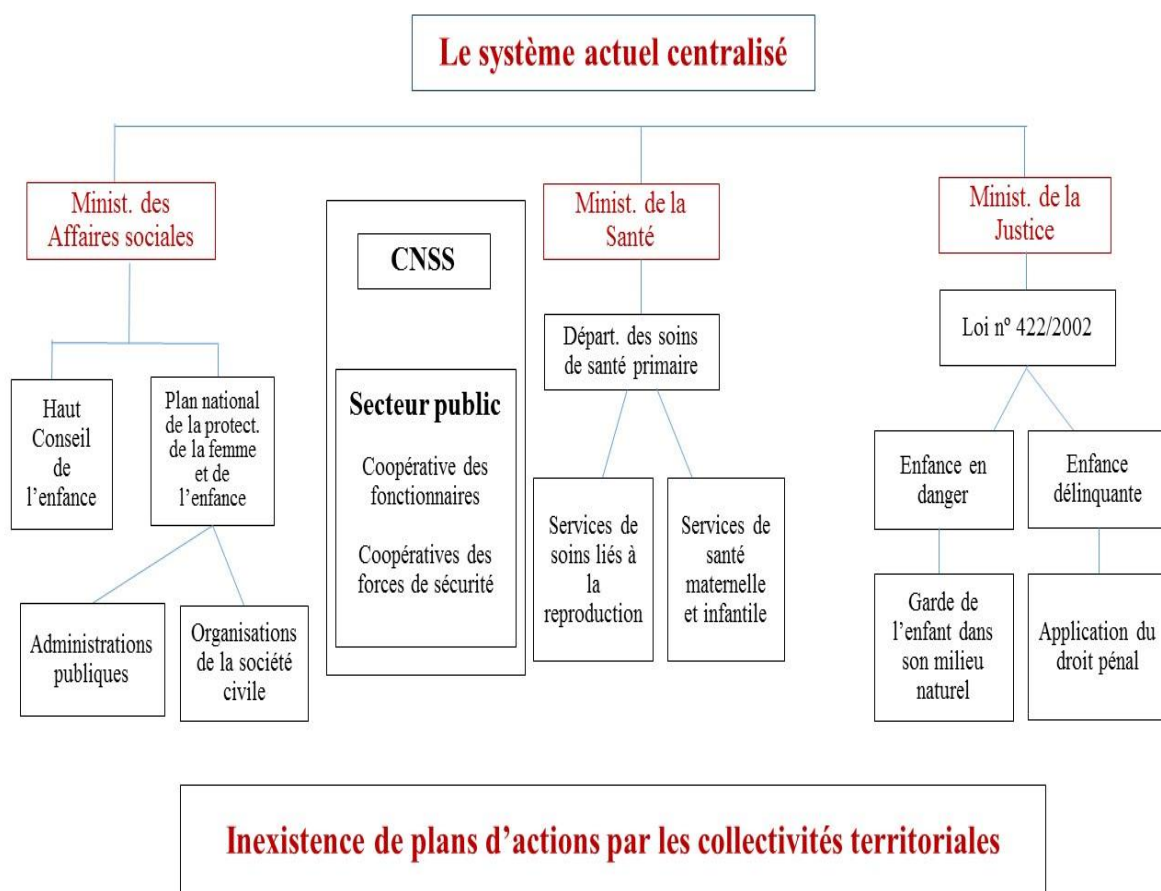 Le système actuel centralisé
Minist. des
Affaires sociales
Haut
Conseil
de
l'enfance
Plan national
de la protect.
de la femme
et de
l'enfance
Administrations
publiques
Organisations
de la société
civile
CNSS
Secteur public
Coopérative des
fonctionnaires
Coopératives des
forces de sécurité
Minist. de la
Santé
Départ. des soins
de santé primaire
Services de
soins liés à
la
reproduction
Services de
santé
maternelle
et infantile
Minist. de la
Justice
Loi nº 422/2002
Enfance en
danger
Enfance
délinquante
Garde de
l'enfant dans
son milieu
naturel
Application du
droit pénal
Inexistence de plans d'actions par les collectivités territoriales